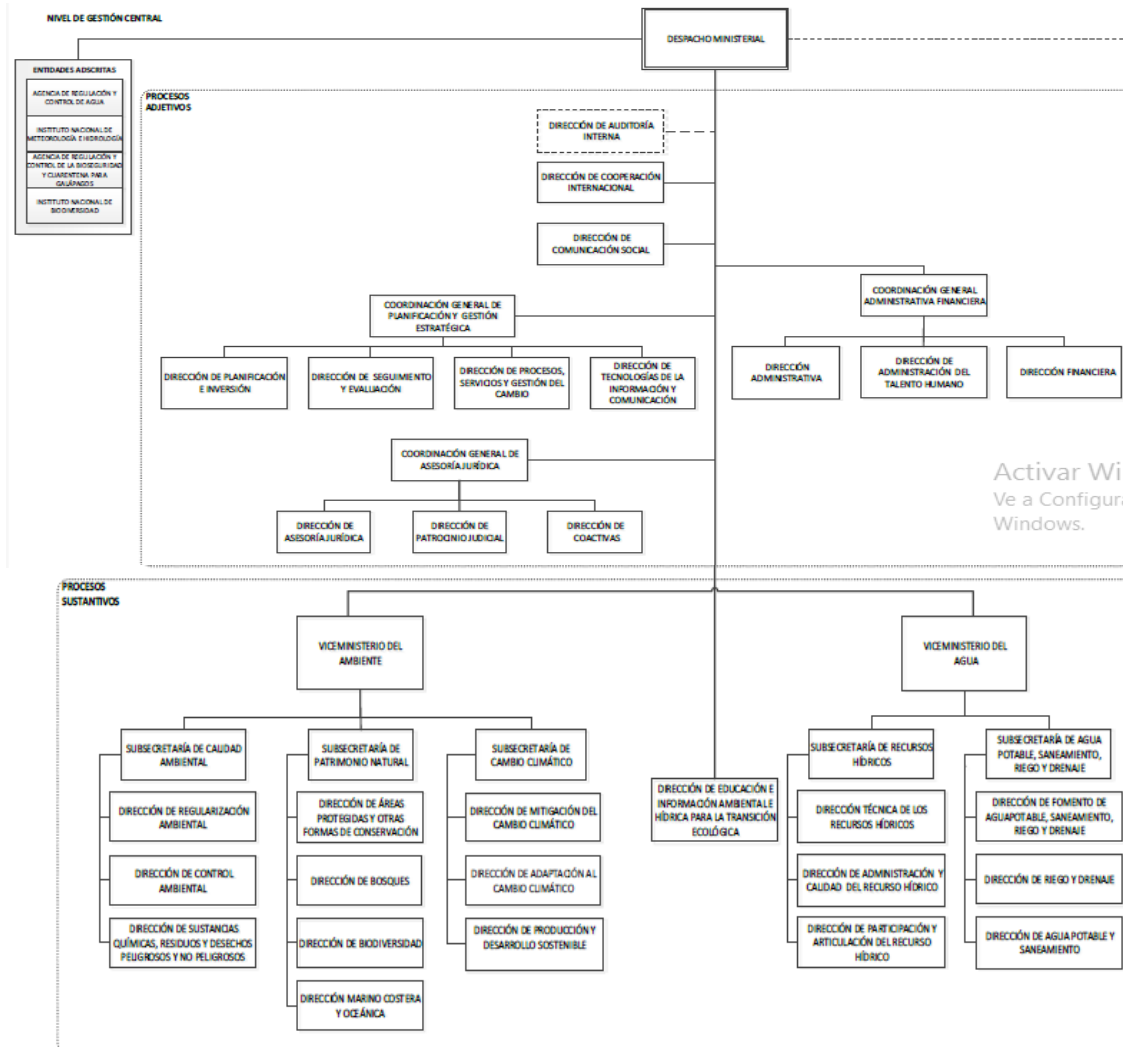 NIVEL DE GESTIÓN CENTRAL
DESPACHO MINISTERIAL
ENTIDADES ADSCRITAS
AGENCIA DE REGULACIÓN Y
CONTROL DE AGUA
INSTITUTO NACIONAL DE
METEOROLOGÍA E HIDROLOGÍA
AGENCIA DE REGULACIÓN Y
CONTROL DE LA BIOSEGURIDAD
Y CUARENTENA PARA
GALÁPAGOS
INSTITUTO NACIONAL DE
BIODIVERSIDAD
PROCESOS
ADJETIVOS
DIRECCIÓN DE AUDITORÍA
INTERNA
DIRECCIÓN DE COOPERACIÓN
INTERNACIONAL
DIRECCIÓN DE
COMUNICACIÓN SOCIAL
COORDINACIÓN GENERAL
ADMINISTRATIVA FINANCIERA
COORDINACIÓN GENERAL DE
PLANIFICACIÓN Y GESTIÓN
ESTRATÉGICA
DIRECCIÓN DE PLANIFICACIÓN
E INVERSIÓN
DIRECCIÓN DE SEGUIMIENTO
Y EVALUACIÓN
DIRECCIÓN DE PROCESOS,
SERVICIOS Y GESTIÓN DEL
CAMBIO
DIRECCIÓN DE
TECNOLOGÍAS DE LA
INFORMACIÓN Y
COMUNICACIÓN
DIRECCIÓN
ADMINISTRATIVA
DIRECCIÓN DE
ADMINISTRACIÓN DEL
TALENTO HUMANO
DIRECCIÓN FINANCIERA
COORDINACIÓN GENERAL DE
ASESORÍA JURÍDICA
DIRECCIÓN DE
ASESORÍA JURÍDICA
DIRECCIÓN DE
PATROCINIO JUDICIAL
DIRECCIÓN DE
COACTIVAS
Activar Wi
Ve a Configura
Windows.
PROCESOS
SUSTANTIVOS
VICEMINISTERIO DEL
AMBIENTE
VICEMINISTERIO DEL
AGUA
SUBSECRETARÍA DE CALIDAD
AMBIENTAL
DIRECCIÓN DE REGULARIZACIÓN
AMBIENTAL
DIRECCIÓN DE CONTROL
AMBIENTAL
DIRECCIÓN DE SUSTANCIAS
QUÍMICAS, RESIDUOS Y DESECHOS
PELIGROSOS Y NO PELIGROSOS
SUBSECRETARÍA DE
PATRIMONIO NATURAL
DIRECCIÓN DE ÁREAS
PROTEGIDAS Y OTRAS
FORMAS DE CONSERVACIÓN
DIRECCIÓN DE BOSQUES
DIRECCIÓN DE BIODIVERSIDAD
DIRECCIÓN MARINO COSTERA
Y OCEÁNICA
SUBSECRETARÍA DE
CAMBIO CLIMÁTICO
DIRECCIÓN DE MITIGACIÓN DEL
CAMBIO CLIMÁTICO
DIRECCIÓN DE ADAPTACIÓN AL
CAMBIO CLIMÁTICO
DIRECCIÓN DE PRODUCCIÓN Y
DESARROLLO SOSTENIBLE
DIRECCIÓN DE EDUCACIÓN E
INFORMACIÓN AMBIENTAL E
HÍDRICA PARA LA TRANSICIÓN
ECOLÓGICA
SUBSECRETARÍA DE RECURSOS
HÍDRICOS
DIRECCIÓN TÉCNICA DE LOS
RECURSOS HÍDRICOS
DIRECCIÓN DE ADMINISTRACIÓN Y
CALIDAD DEL RECURSO HÍDRICO
DIRECCIÓN DE PARTICIPACIÓN Y
ARTICULACIÓN DEL RECURSO
HÍDRICO
SUBSECRETARÍA DE AGUA
POTABLE, SANEAMIENTO,
RIEGO Y DRENAJE
DIRECCIÓN DE FOMENTO DE
AGUAPOTABLE, SANEAMIENTO,
RIEGO Y DRENAJE
DIRECCIÓN DE RIEGO Y DRENAJE
DIRECCIÓN DE AGUA POTABLE Y
SANEAMIENTO